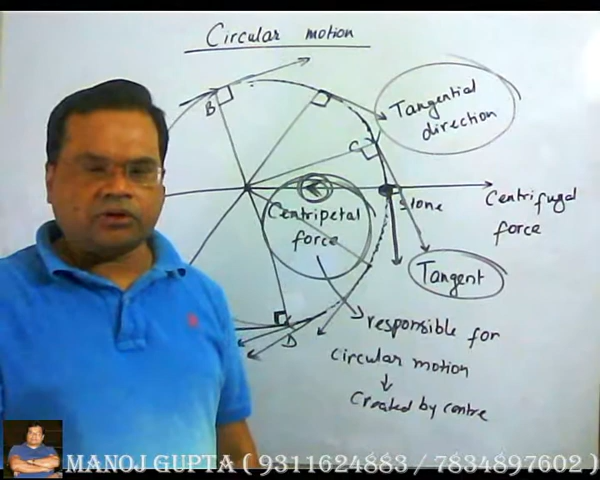 Circular motion
B
Tangential
direction
C
stone
Centrifugal
force
Centripetal
force
Tangent
D
responsible for
circular motion
Created by centre
MANOJ GUPTA ( 9311624883 / 7834897602 )